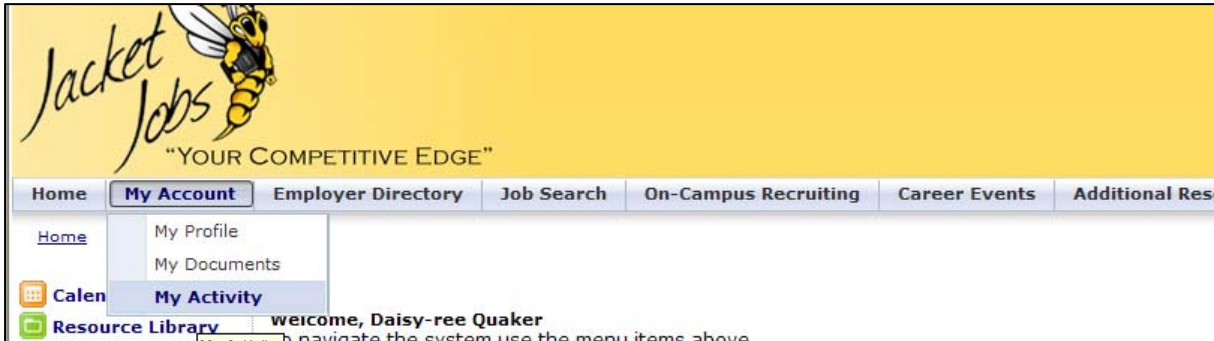 Jacket
Jobs
“YOUR COMPETITIVE EDGE”
Home My Account Employer Directory Job Search On-Campus Recruiting Career Events Additional Res
Home
My Profile
My Documents
My Activity
Calen
Resource Library
Welcome, Daisy-ree Quaker
navigate the system use the menu items above